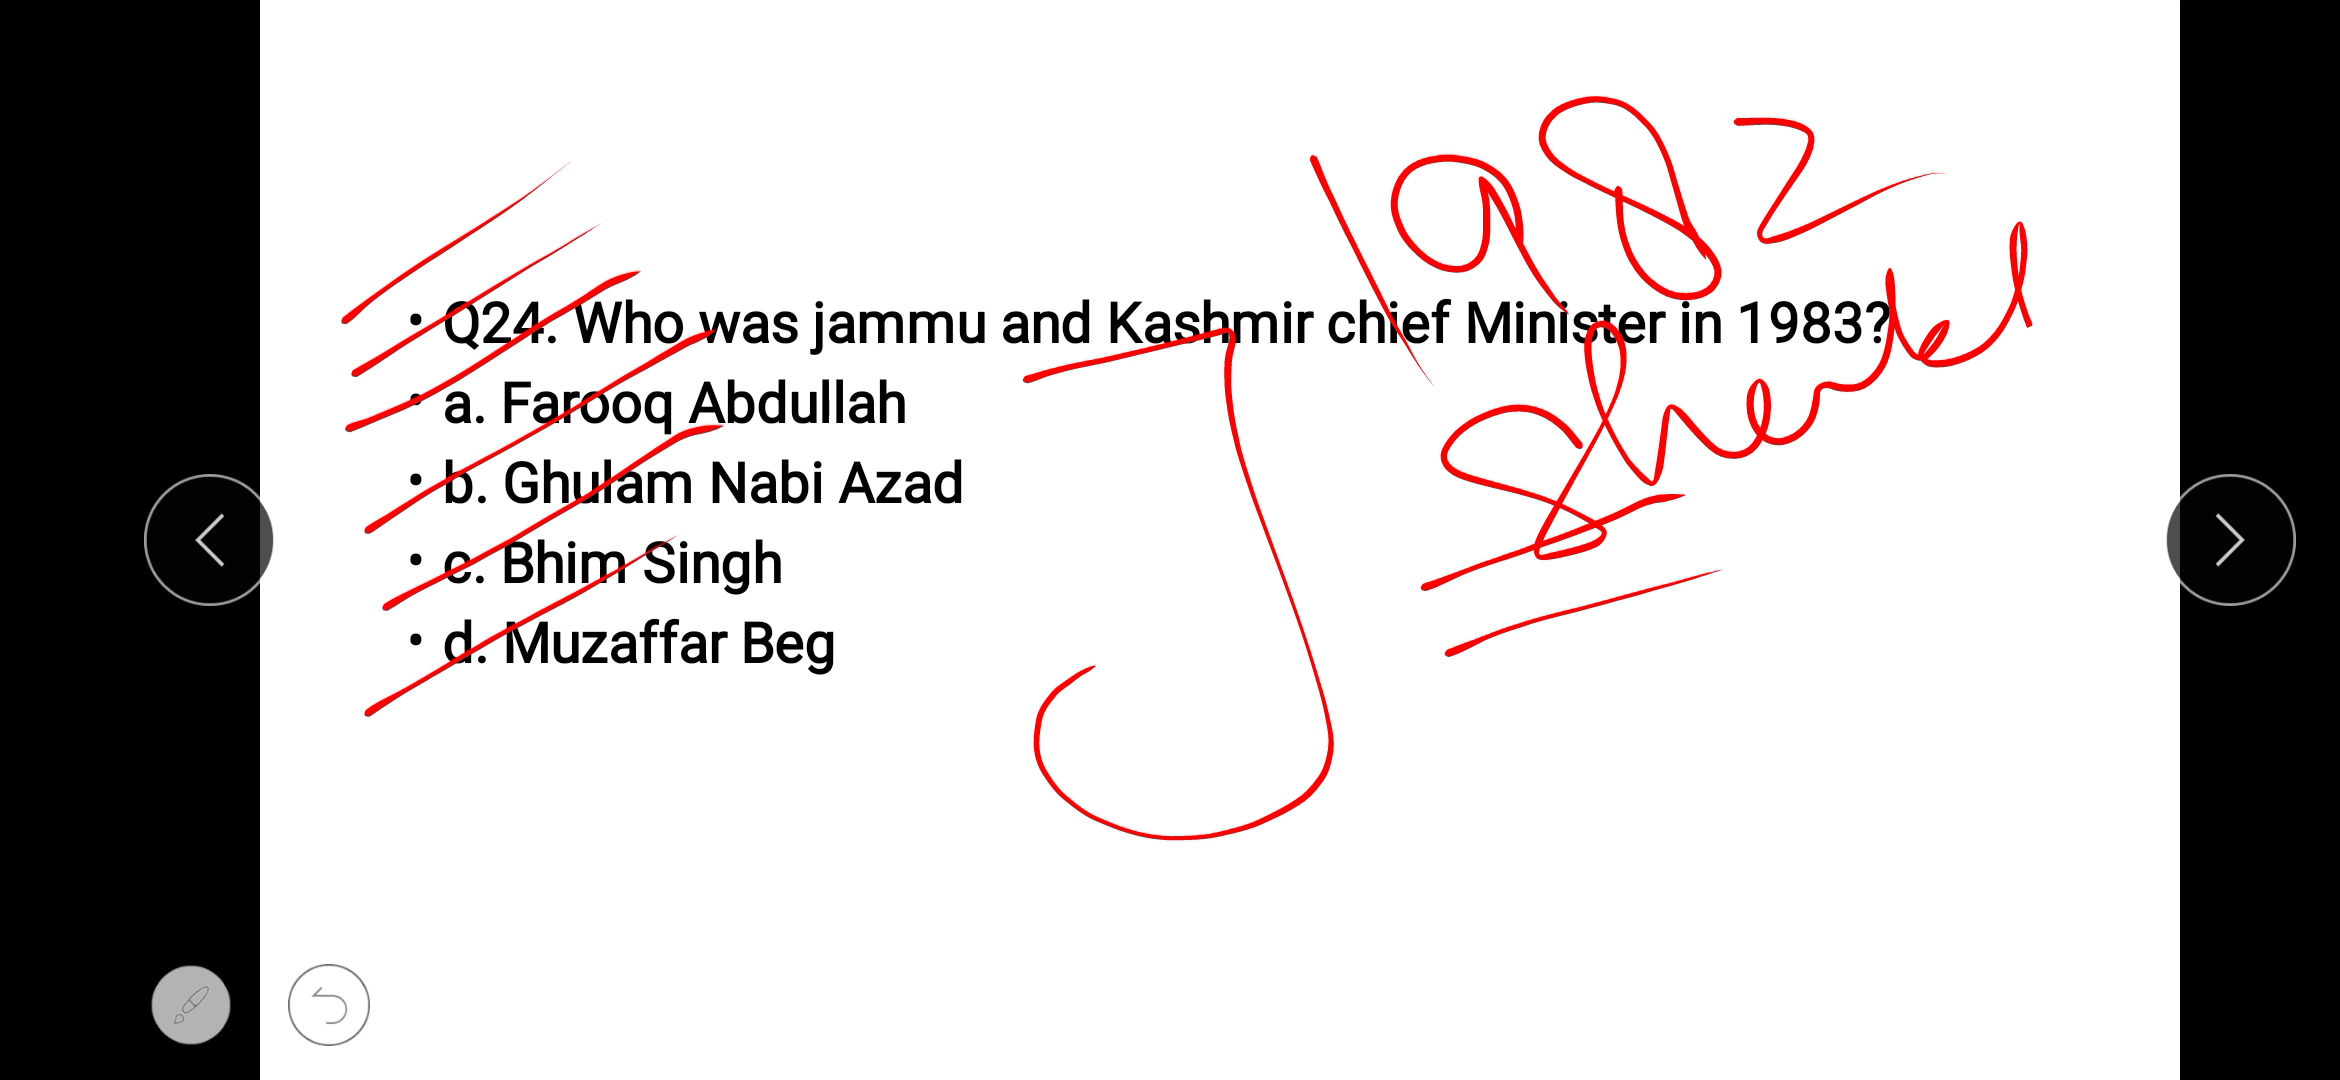 1982
• Q24. Who was jammu and Kashmir chief Minister in 1983?
• a. Farooq Abdullah
• b. Ghulam Nabi Azad
• c. Bhim Singh
• d. Muzaffar Beg
J